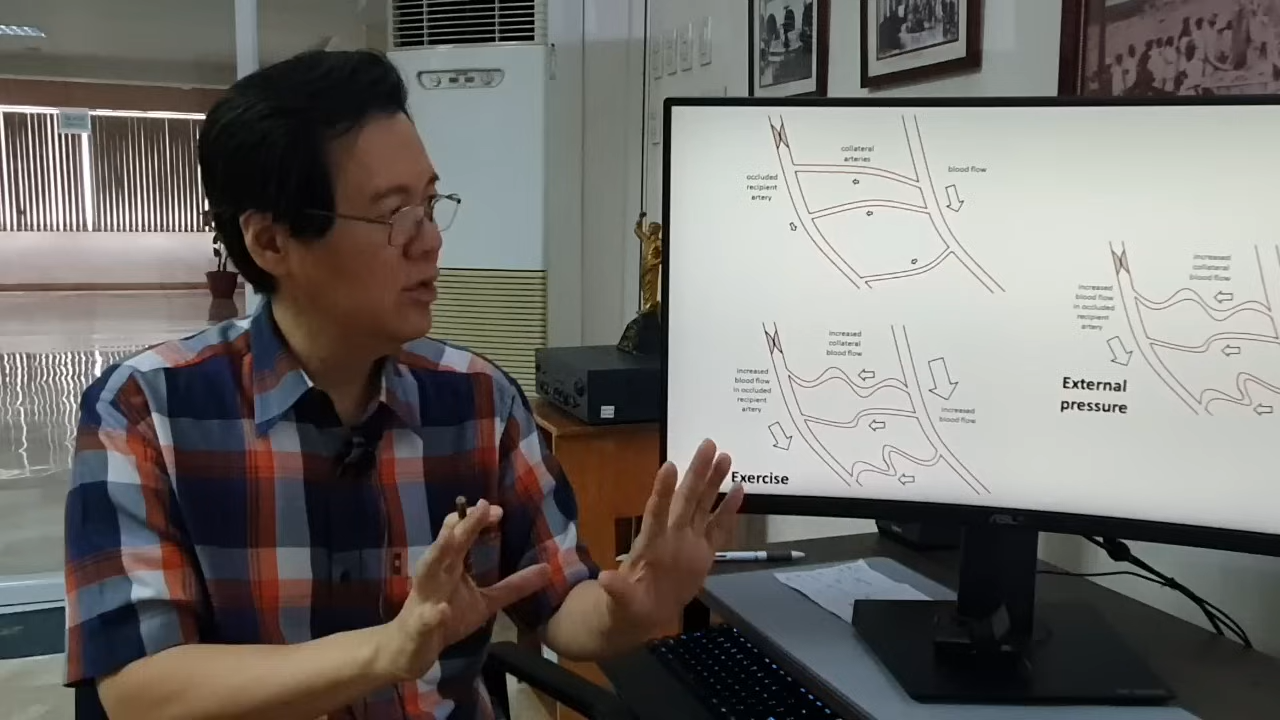 collateral
arteries
blood flow
occluded
recipient
artery
increased
collateral
blood flow
increased
blood flow
in occluded
recipient
artery
External
pressure
increased
collateral
blood flow
increased
blood flow
in occluded
recipient
artery
increased
blood flow
Exercise
ASUS